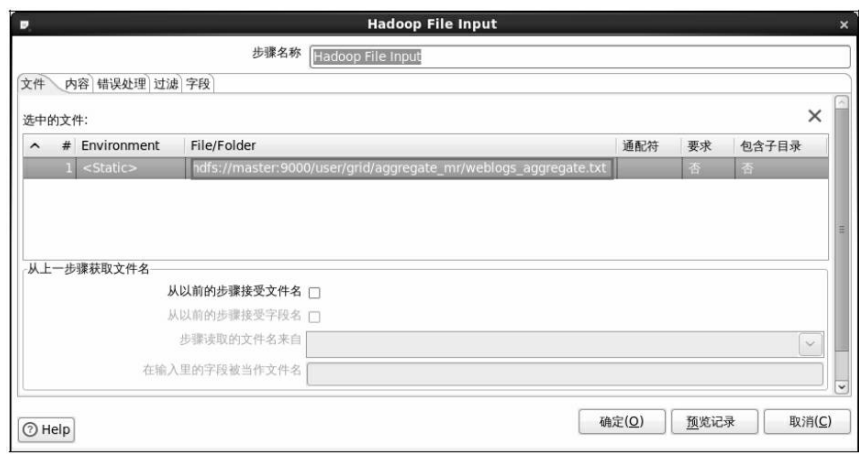 Hadoop File Input
步骤名称 Hadoop File Input
文件 内容 错误处理 过滤 字段
选中的文件:
# Environment File/Folder 通配符 要求 包含子目录
1 <Static> hdfs://master:9000/user/grid/aggregate_mr/weblogs_aggregate.txt 否 否
从上一步骤获取文件名
从以前的步骤接受文件名
从以前的步骤接受字段名
步骤读取的文件名来自
在输入里的字段被当作文件名
Help 确定(O) 预览记录 取消(C)